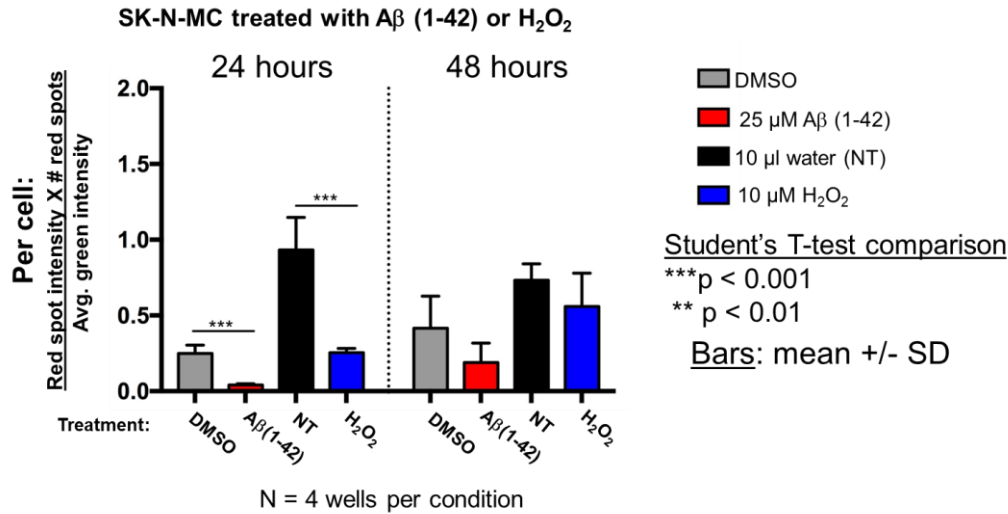 SK-N-MC treated with Aβ (1-42) or H₂O₂
24 hours
48 hours
Per cell:
Red spot intensity X # red spots
Avg. green intensity
2.0
1.5
1.0
0.5
0.0
***
***
Treatment:
DMSO
Aβ(1-42)
NT
H₂O₂
DMSO
Aβ(1-42)
NT
H₂O₂
N = 4 wells per condition
DMSO
25 µM Aβ (1-42)
10 µl water (NT)
10 µM H₂O₂
Student's T-test comparison
***p < 0.001
** p < 0.01
Bars: mean +/- SD